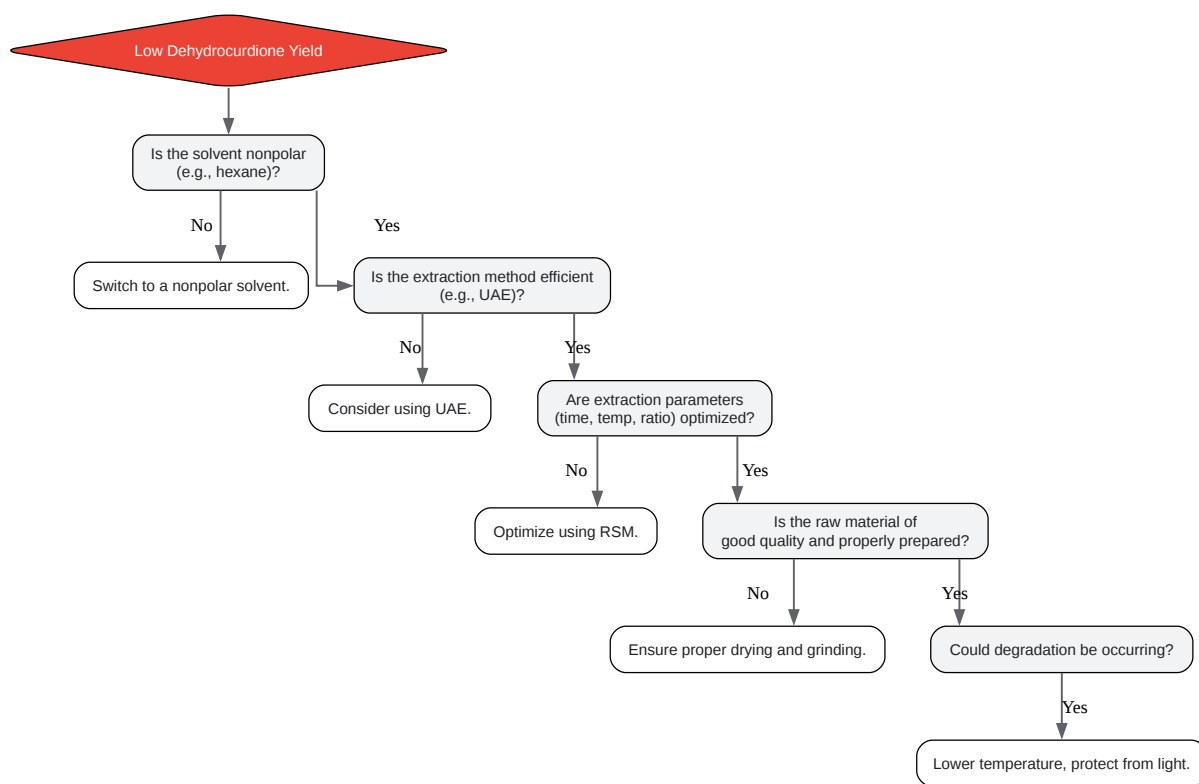 Low Dehydrocurdione Yield
Is the solvent nonpolar
(e.g., hexane)?
No
Yes
Switch to a nonpolar solvent.
Is the extraction method efficient
(e.g., UAE)?
No
Yes
Consider using UAE.
Are extraction parameters
(time, temp, ratio) optimized?
No
Yes
Optimize using RSM.
Is the raw material of
good quality and properly prepared?
No
Yes
Ensure proper drying and grinding.
Could degradation be occurring?
Yes
Lower temperature, protect from light.